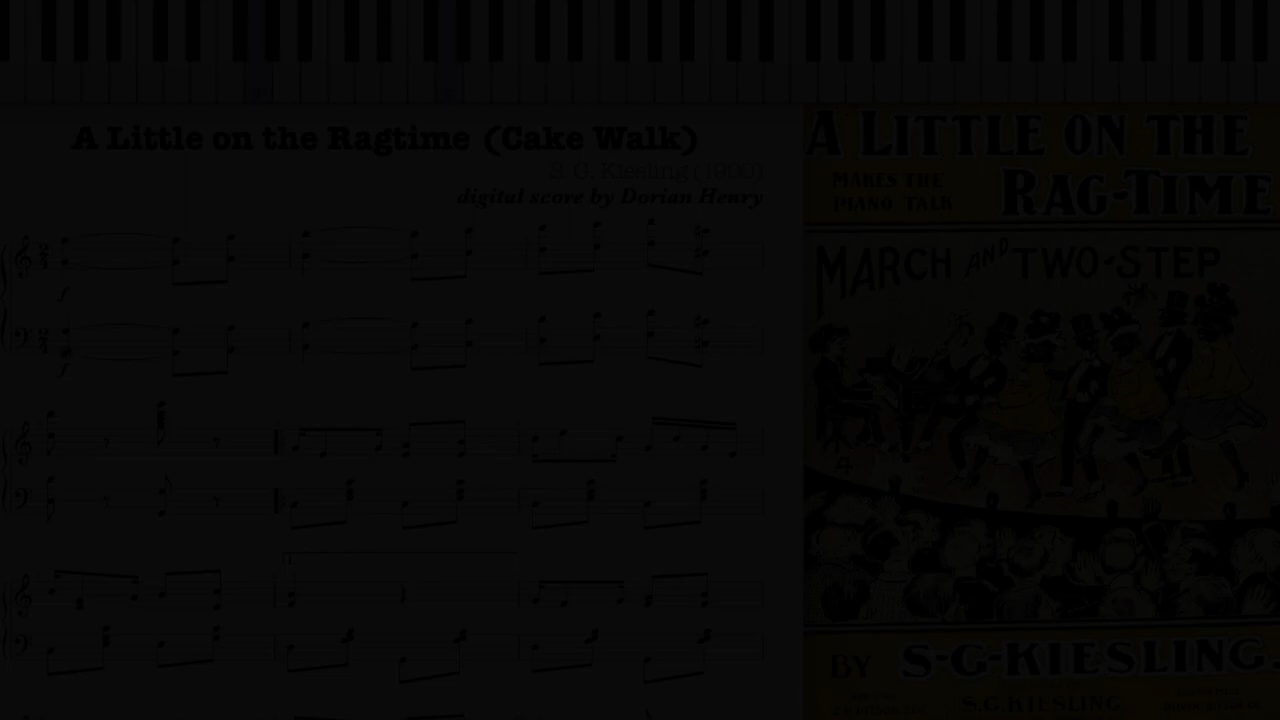 A Little on the Ragtime (Cake Walk)
S. G. Kiesling (1900)
digital score by Dorian Henry
A LITTLE ON THE
MAKES THE
PIANO TALK
RAG-TIME
MARCH AND TWO-STEP
BY S-G-KIESLING
S.G. KIESLING